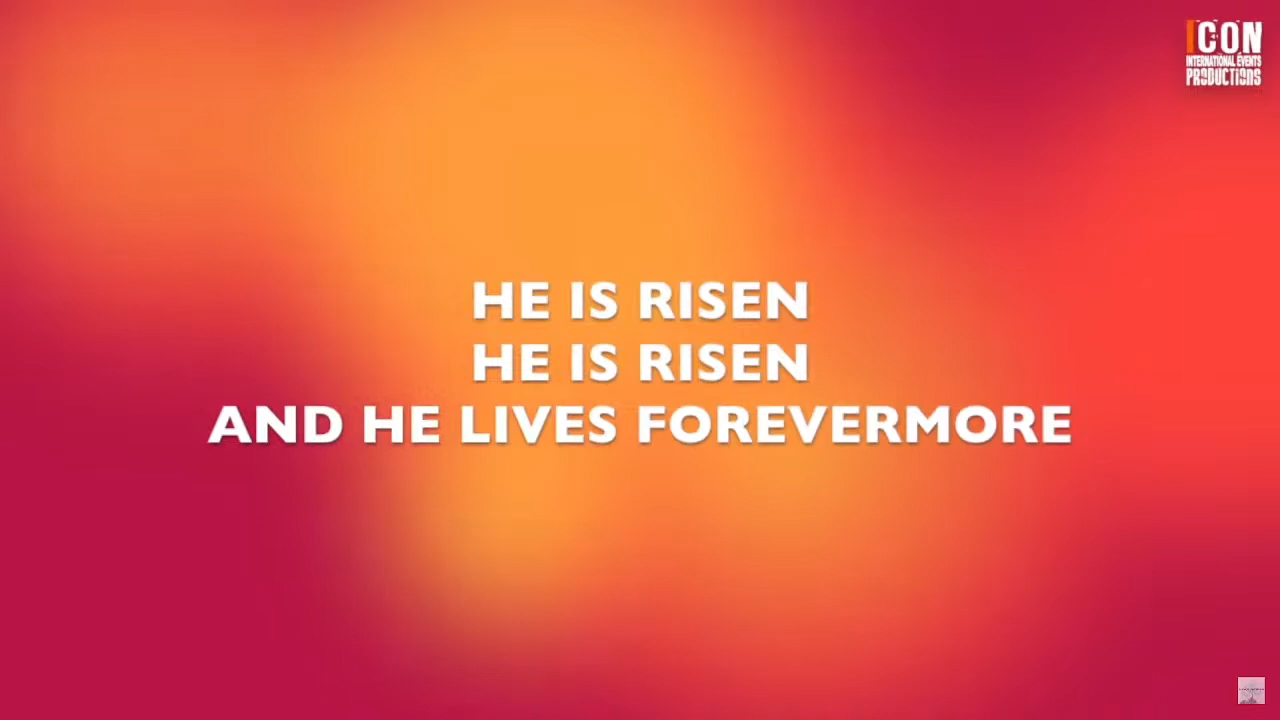 ICON
INTERNATIONAL EVENTS
PRODUCTIONS
HE IS RISEN
HE IS RISEN
AND HE LIVES FOREVERMORE